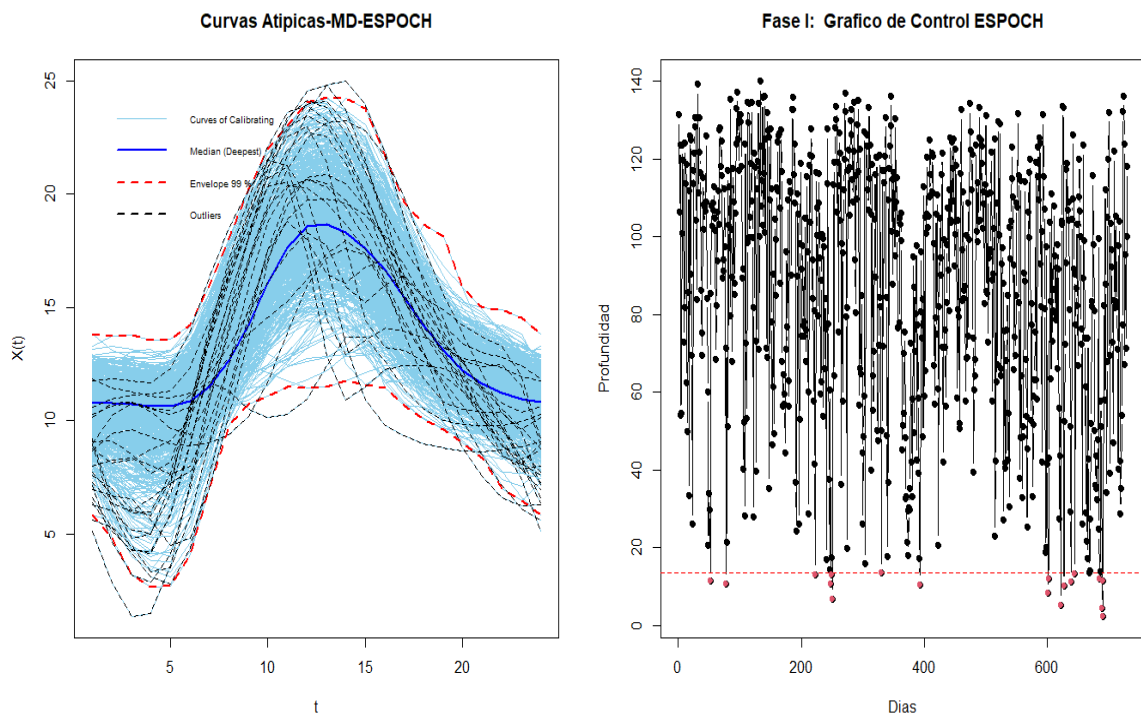 Curvas Atipicas-MD-ESPOCH
X(t)
25
20
15
10
5
Curves of Calibrating
Median (Deepest)
Envelope 99 %
Outliers
5
10
15
20
t
Fase I: Grafico de Control ESPOCH
Profundidad
140
120
100
80
60
40
20
0
0
200
400
600
Dias